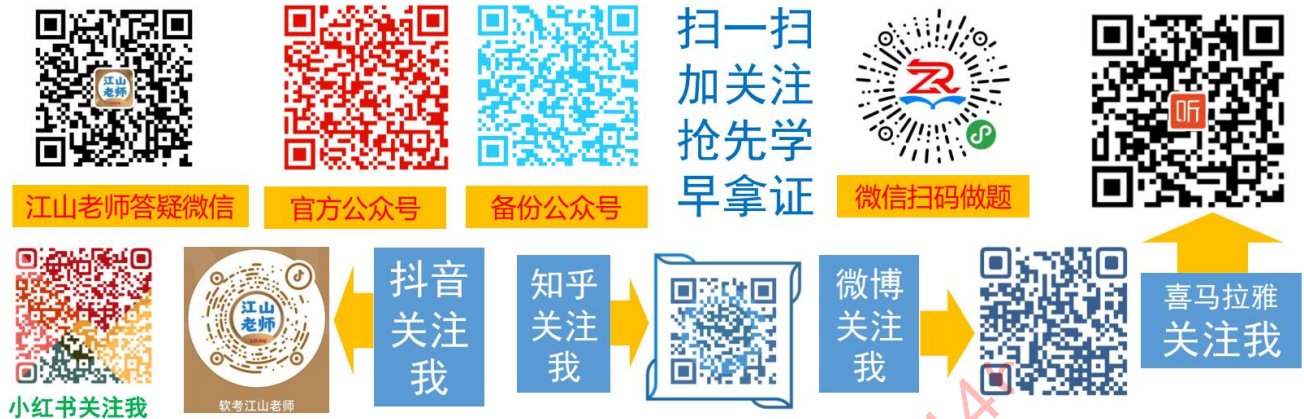 江山
老师
扫一扫
加关注
抢先学
早拿证
听
江山老师答疑微信
官方公众号
备份公众号
微信扫码做题
江山
老师
软考江山老师
抖音
关注
我
知乎
关注
我
微博
关注
我
喜马拉雅
关注我
小红书关注我